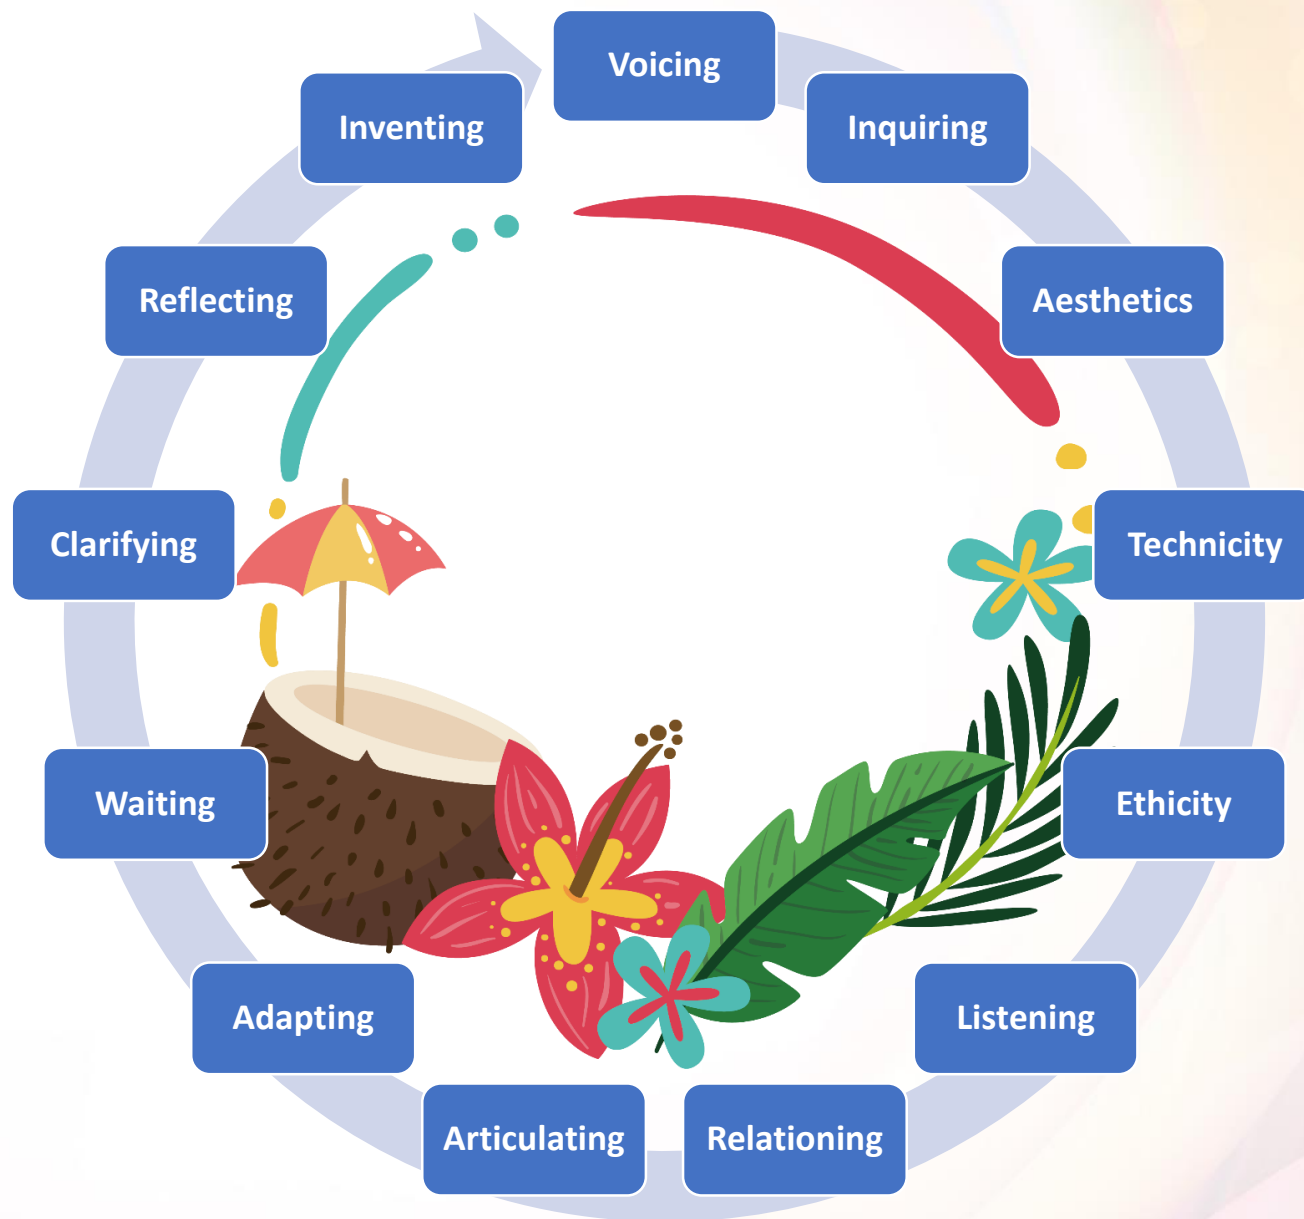 Voicing
Inquiring
Aesthetics
Technicity
Ethicity
Listening
Relationing
Articulating
Adapting
Waiting
Clarifying
Reflecting
Inventing